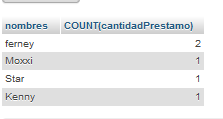 nombres COUNT(cantidadPrestamo)
ferney 2
Moxxi 1
Star 1
Kenny 1